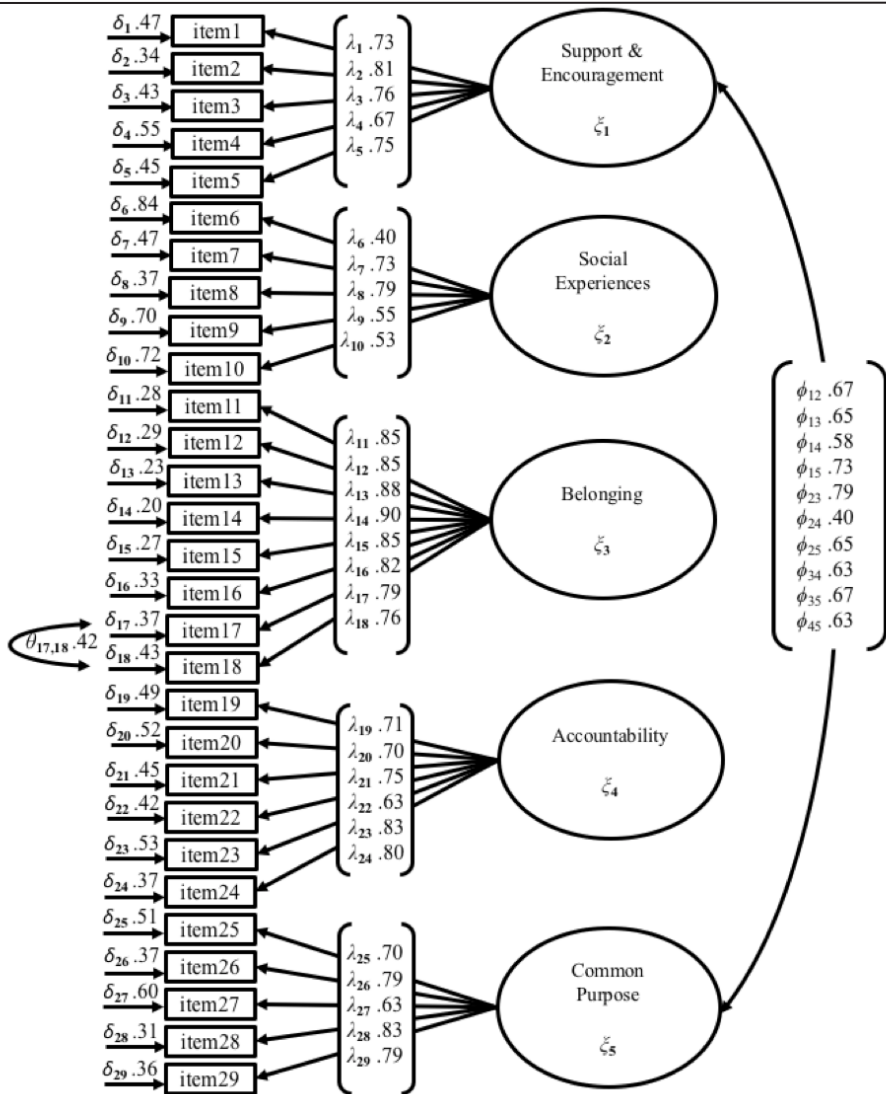 δ1 .47
item1
δ2 .34
item2
δ3 .43
item3
δ4 .55
item4
δ5 .45
item5
δ6 .84
item6
δ7 .47
item7
δ8 .37
item8
δ9 .70
item9
δ10 .72
item10
δ11 .28
item11
δ12 .29
item12
δ13 .23
item13
δ14 .20
item14
δ15 .27
item15
δ16 .33
item16
δ17 .37
item17
θ17,18 .42
δ18 .43
item18
δ19 .49
item19
δ20 .52
item20
δ21 .45
item21
δ22 .42
item22
δ23 .53
item23
δ24 .37
item24
δ25 .51
item25
δ26 .37
item26
δ27 .60
item27
δ28 .31
item28
δ29 .36
item29
λ1 .73
λ2 .81
λ3 .76
λ4 .67
λ5 .75
λ6 .40
λ7 .73
λ8 .79
λ9 .55
λ10 .53
λ11 .85
λ12 .85
λ13 .88
λ14 .90
λ15 .85
λ16 .82
λ17 .79
λ18 .76
λ19 .71
λ20 .70
λ21 .75
λ22 .63
λ23 .83
λ24 .80
λ25 .70
λ26 .79
λ27 .63
λ28 .83
λ29 .79
Support &
Encouragement
ξ1
Social
Experiences
ξ2
Belonging
ξ3
Accountability
ξ4
Common
Purpose
ξ5
ϕ12 .67
ϕ13 .65
ϕ14 .58
ϕ15 .73
ϕ23 .79
ϕ24 .40
ϕ25 .65
ϕ34 .63
ϕ35 .67
ϕ45 .63